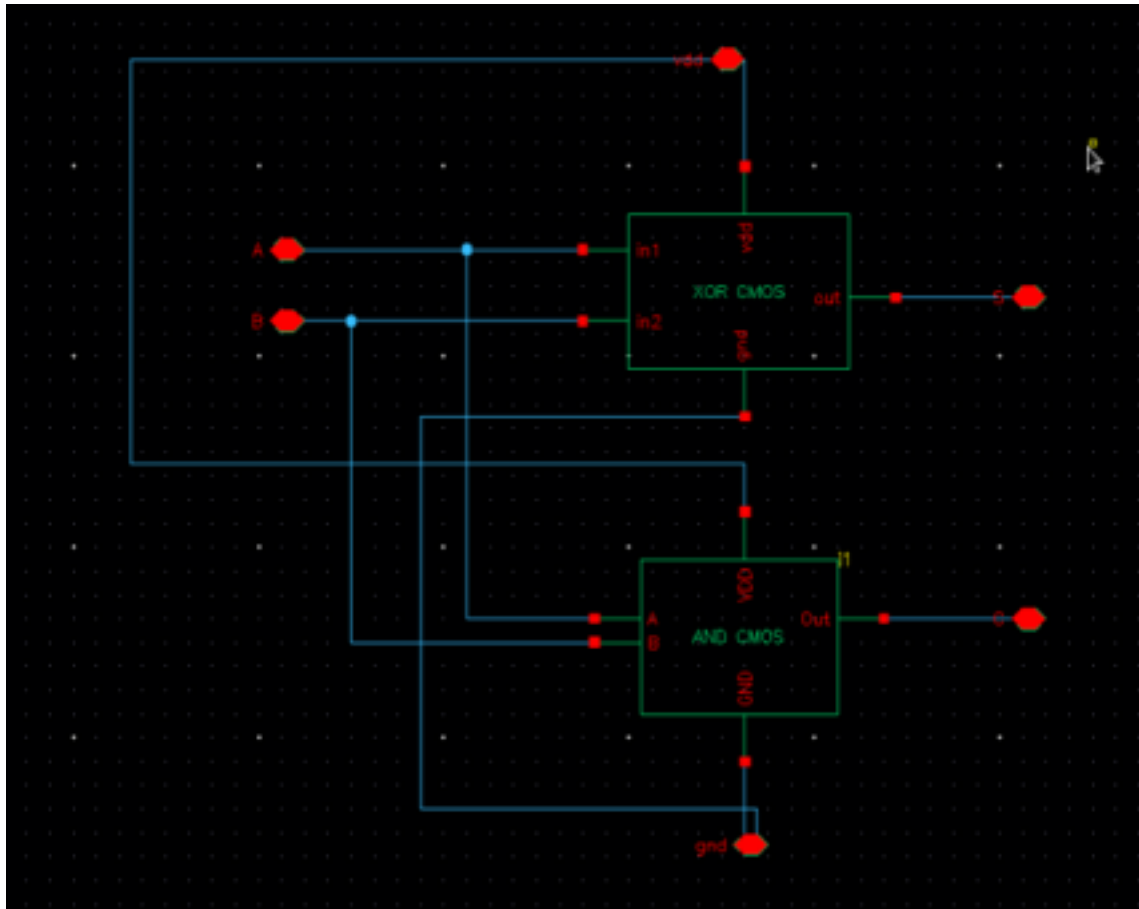 vdd
vdd
A
in1
XOR CMOS
out
S
B
in2
gnd
I1
VDD
A
Out
C
B
AND CMOS
GND
gnd